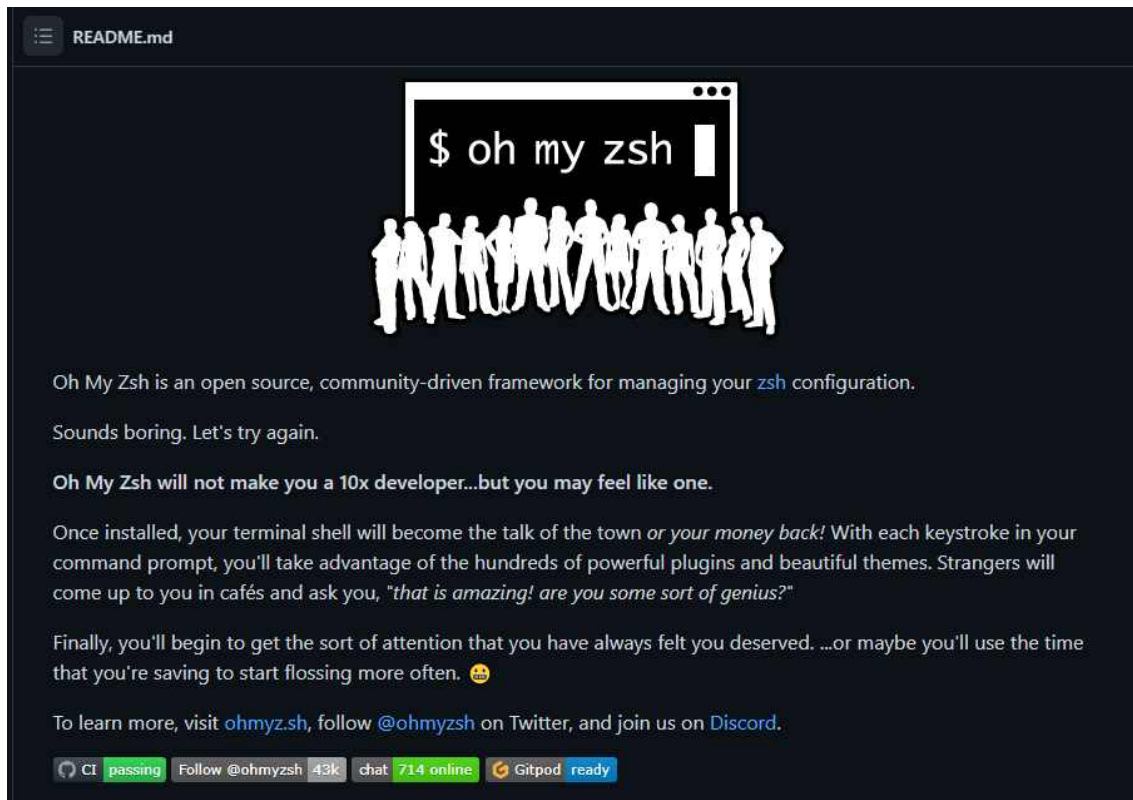 README.md
$ oh my zsh
Oh My Zsh is an open source, community-driven framework for managing your zsh configuration.
Sounds boring. Let's try again.
Oh My Zsh will not make you a 10x developer...but you may feel like one.
Once installed, your terminal shell will become the talk of the town or your money back! With each keystroke in your
command prompt, you'll take advantage of the hundreds of powerful plugins and beautiful themes. Strangers will
come up to you in cafés and ask you, "that is amazing! are you some sort of genius?"
Finally, you'll begin to get the sort of attention that you have always felt you deserved. ...or maybe you'll use the time
that you're saving to start flossing more often. 😬
To learn more, visit ohmyz.sh, follow @ohmyzsh on Twitter, and join us on Discord.
CI passing Follow @ohmyzsh 43k chat 714 online Gitpod ready